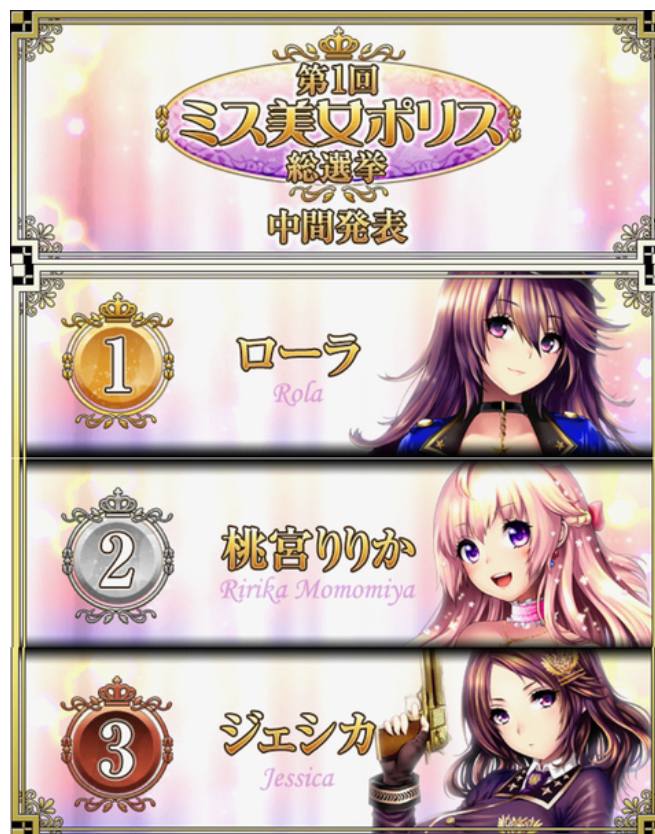 第1回
ミス美女ポリス
総選挙
中間発表
1
ローラ
Rola
2
桃宮りりか
Ririka Momomiya
3
ジェシカ
Jessica